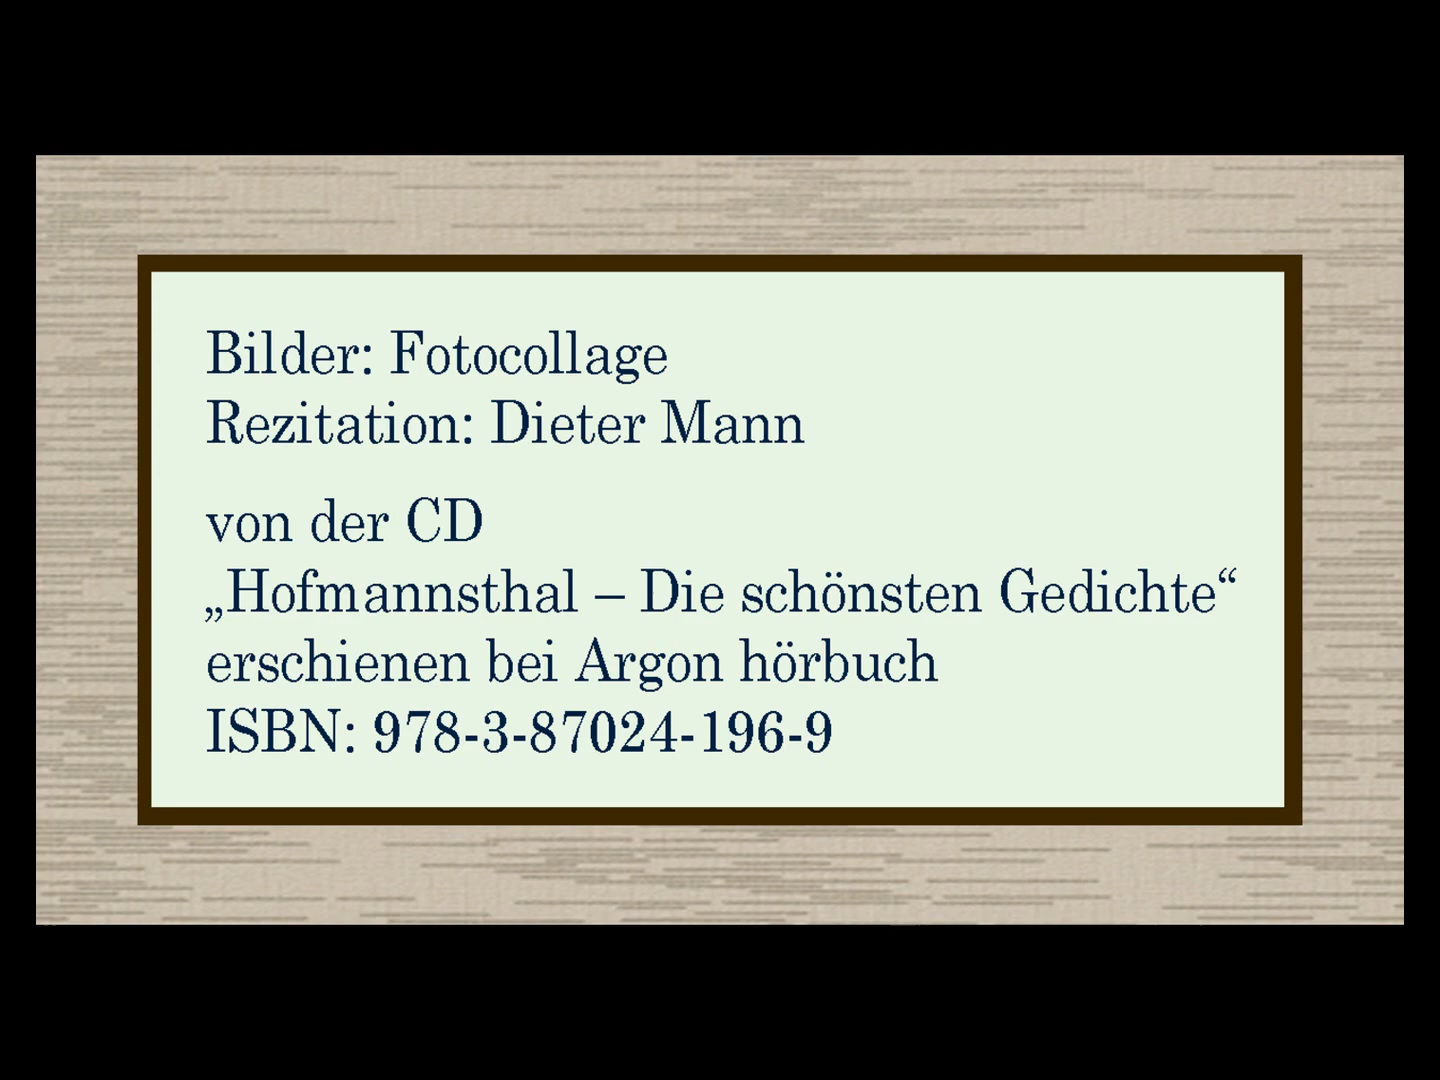 Bilder: Fotocollage
Rezitation: Dieter Mann
von der CD
„Hofmannsthal – Die schönsten Gedichte“
erschienen bei Argon hörbuch
ISBN: 978-3-87024-196-9